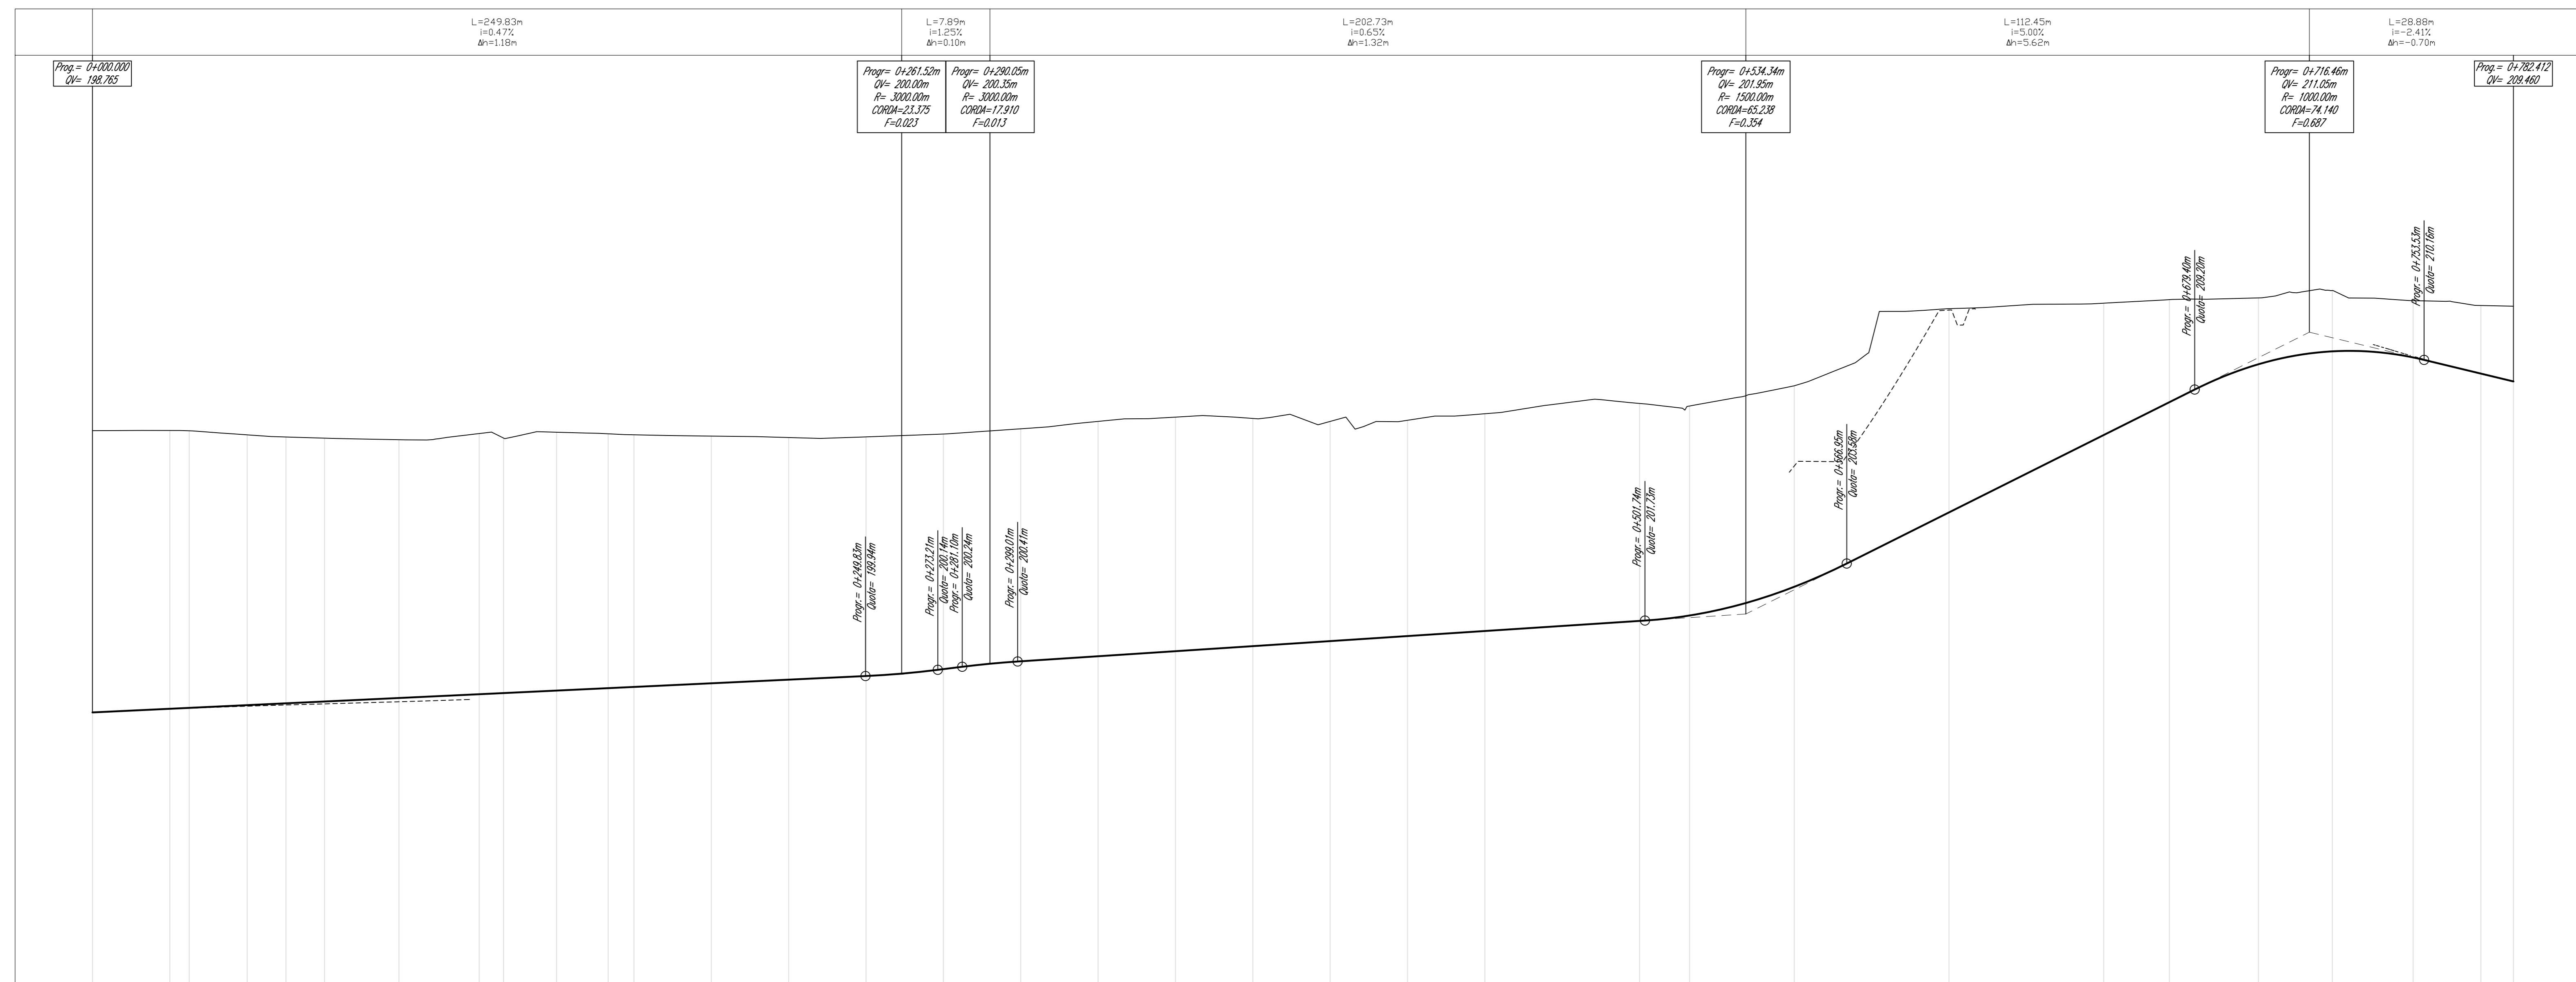 L=249.83m
i=0.47%
Δh=1.18m
L=7.89m
i=1.25%
Δh=0.10m
L=202.73m
i=0.65%
Δh=1.32m
L=112.45m
i=5.00%
Δh=5.62m
L=28.88m
i=-2.41%
Δh=-0.70m
Prog.= 0+000.000
QV= 198.765
Progr= 0+261.52m
QV= 200.00m
R= 3000.00m
CORDA=23.375
F=0.023
Progr= 0+290.05m
QV= 200.35m
R= 3000.00m
CORDA=17.910
F=0.013
Progr= 0+534.34m
QV= 201.95m
R= 1500.00m
CORDA=65.238
F=0.354
Progr= 0+716.46m
QV= 211.05m
R= 1000.00m
CORDA=74.140
F=0.687
Prog.= 0+782.412
QV= 209.460
Progr.= 0+249.83m
Quota= 199.94m
Progr.= 0+273.21m
Quota= 200.14m
Progr.= 0+281.10m
Quota= 200.24m
Progr.= 0+299.01m
Quota= 200.41m
Progr.= 0+501.74m
Quota= 201.73m
Progr.= 0+566.95m
Quota= 203.58m
Progr.= 0+679.40m
Quota= 209.20m
Progr.= 0+753.53m
Quota= 210.16m